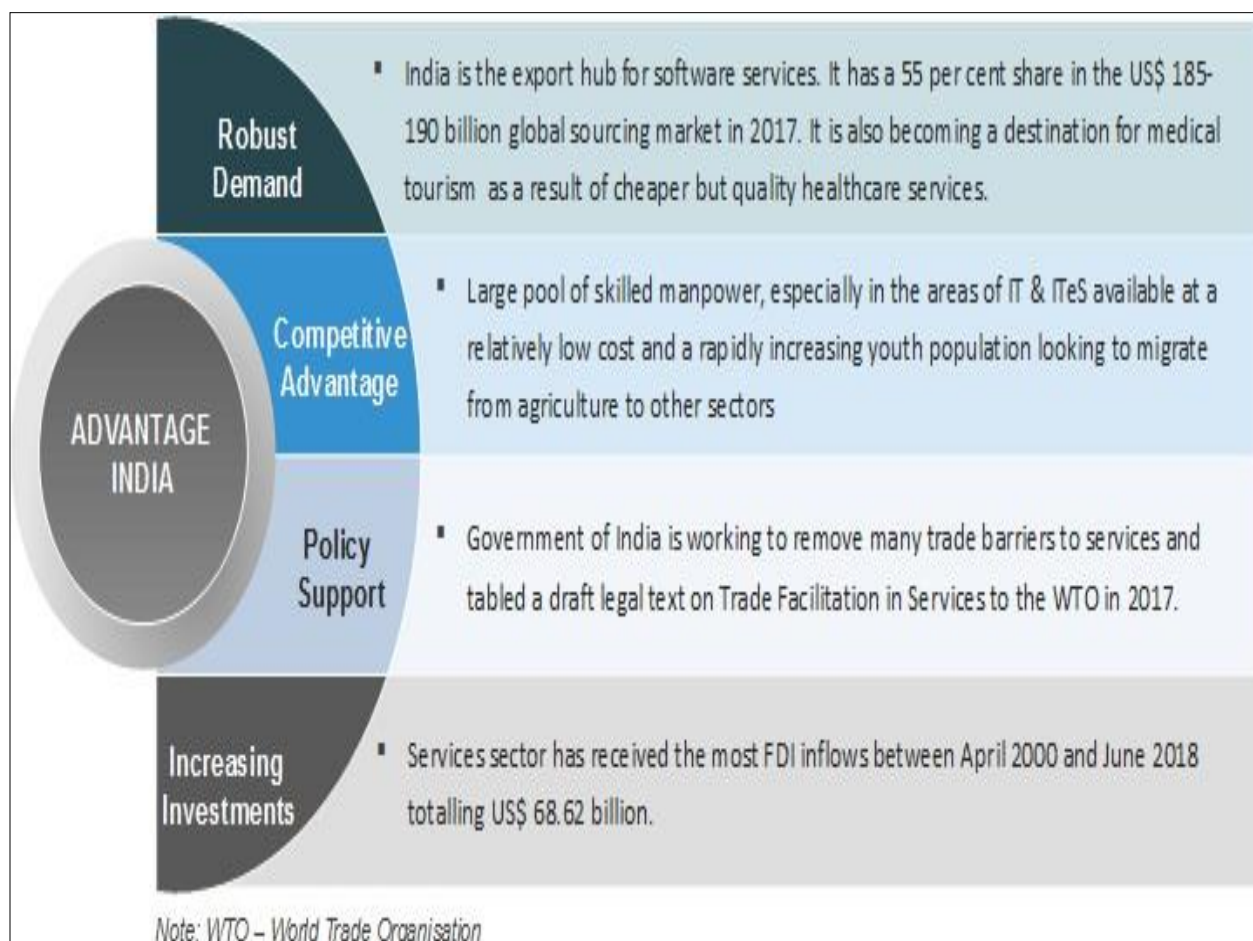 Robust
Demand
▪ India is the export hub for software services. It has a 55 per cent share in the US$ 185-
190 billion global sourcing market in 2017. It is also becoming a destination for medical
tourism as a result of cheaper but quality healthcare services.
ADVANTAGE
INDIA
Competitive
Advantage
▪ Large pool of skilled manpower, especially in the areas of IT & ITeS available at a
relatively low cost and a rapidly increasing youth population looking to migrate
from agriculture to other sectors
Policy
Support
▪ Government of India is working to remove many trade barriers to services and
tabled a draft legal text on Trade Facilitation in Services to the WTO in 2017.
Increasing
Investments
▪ Services sector has received the most FDI inflows between April 2000 and June 2018
totalling US$ 68.62 billion.
Note: WTO – World Trade Organisation